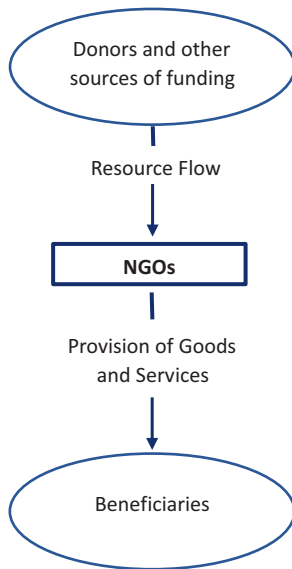 Donors and other
sources of funding
Resource Flow
NGOs
Provision of Goods
and Services
Beneficiaries